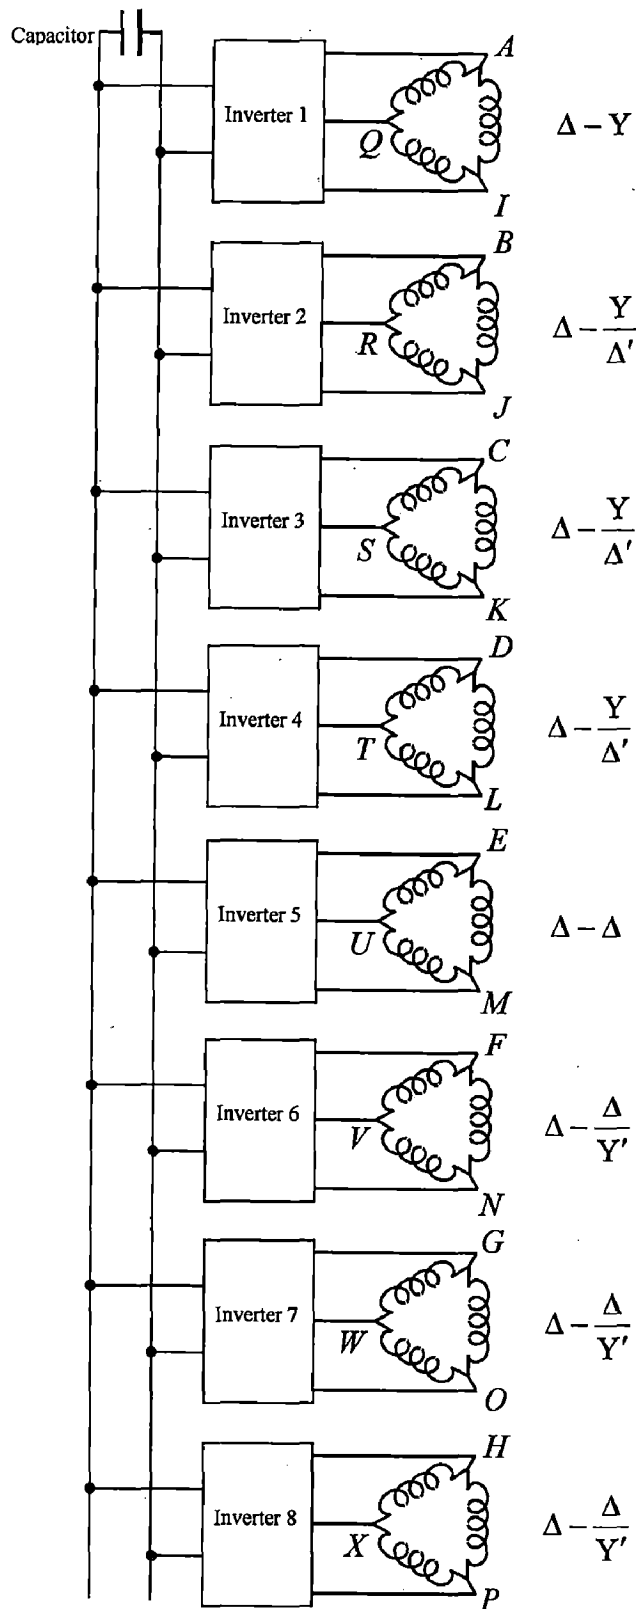 Capacitor
A
Inverter 1
Q
Δ – Y
I
B
Inverter 2
R
Δ – Y/Δ′
J
C
Inverter 3
S
Δ – Y/Δ′
K
D
Inverter 4
T
Δ – Y/Δ′
L
E
Inverter 5
U
Δ – Δ
M
F
Inverter 6
V
Δ – Δ/Y′
N
G
Inverter 7
W
Δ – Δ/Y′
O
H
Inverter 8
X
Δ – Δ/Y′
P